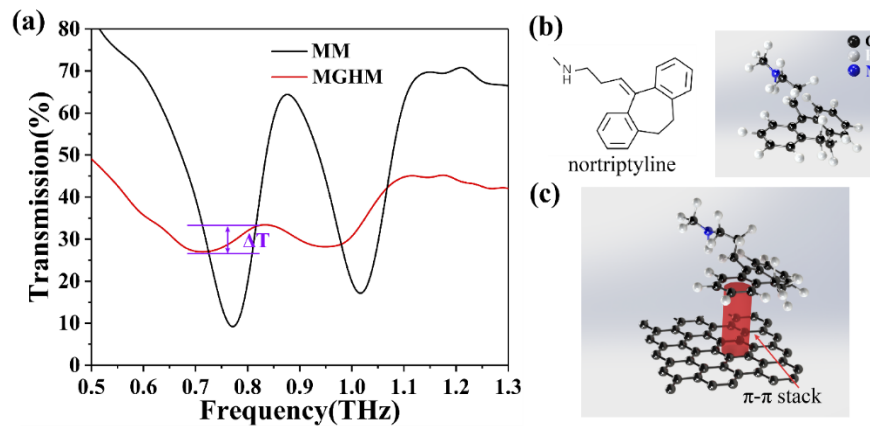 (a)
MM
MGHM
ΔT
Transmission(%)
80
70
60
50
40
30
20
10
0
0.5 0.6 0.7 0.8 0.9 1.0 1.1 1.2 1.3
Frequency(THz)
(b)
N
H
nortriptyline
(c)
π-π stack